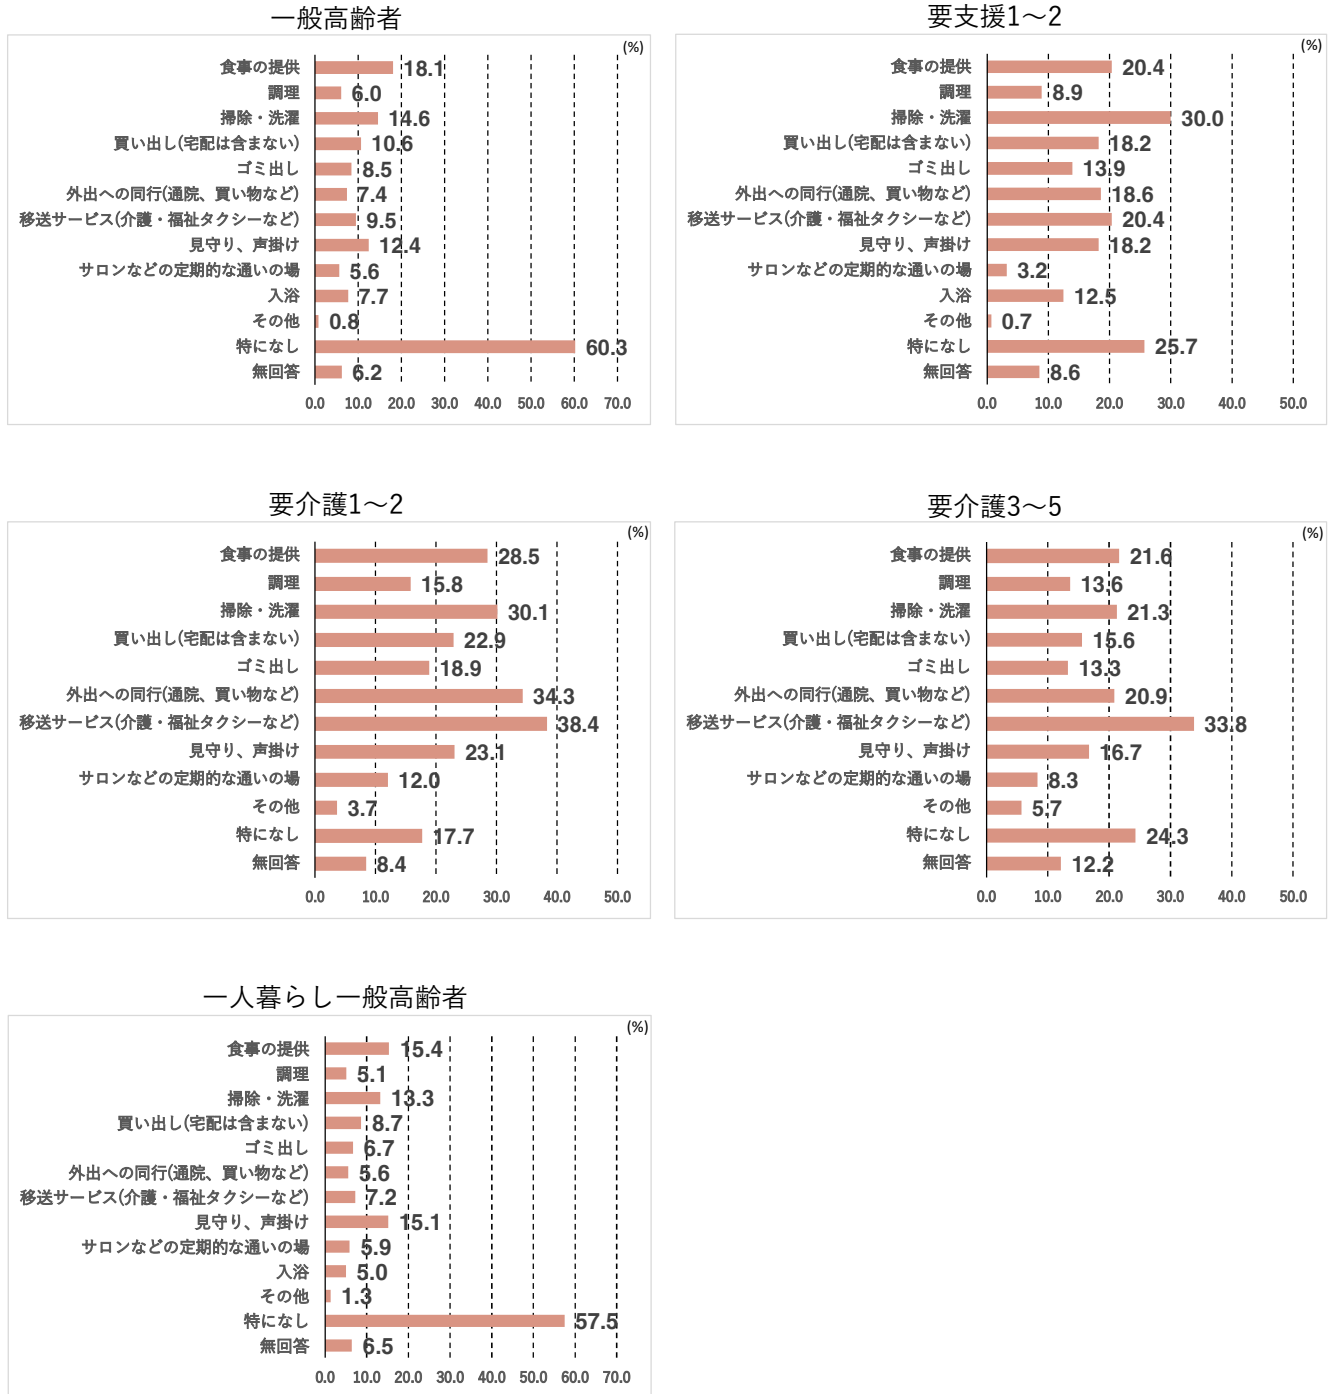 一般高齢者
(%)
食事の提供 18.1
調理 6.0
掃除・洗濯 14.6
買い出し(宅配は含まない) 10.6
ゴミ出し 8.5
外出への同行(通院、買い物など) 7.4
移送サービス(介護・福祉タクシーなど) 9.5
見守り、声掛け 12.4
サロンなどの定期的な通いの場 5.6
入浴 7.7
その他 0.8
特になし 60.3
無回答 6.2
0.0 10.0 20.0 30.0 40.0 50.0 60.0 70.0
要支援1～2
(%)
食事の提供 20.4
調理 8.9
掃除・洗濯 30.0
買い出し(宅配は含まない) 18.2
ゴミ出し 13.9
外出への同行(通院、買い物など) 18.6
移送サービス(介護・福祉タクシーなど) 20.4
見守り、声掛け 18.2
サロンなどの定期的な通いの場 3.2
入浴 12.5
その他 0.7
特になし 25.7
無回答 8.6
0.0 10.0 20.0 30.0 40.0 50.0
要介護1～2
(%)
食事の提供 28.5
調理 15.8
掃除・洗濯 30.1
買い出し(宅配は含まない) 22.9
ゴミ出し 18.9
外出への同行(通院、買い物など) 34.3
移送サービス(介護・福祉タクシーなど) 38.4
見守り、声掛け 23.1
サロンなどの定期的な通いの場 12.0
その他 3.7
特になし 17.7
無回答 8.4
0.0 10.0 20.0 30.0 40.0 50.0
要介護3～5
(%)
食事の提供 21.6
調理 13.6
掃除・洗濯 21.3
買い出し(宅配は含まない) 15.6
ゴミ出し 13.3
外出への同行(通院、買い物など) 20.9
移送サービス(介護・福祉タクシーなど) 33.8
見守り、声掛け 16.7
サロンなどの定期的な通いの場 8.3
その他 5.7
特になし 24.3
無回答 12.2
0.0 10.0 20.0 30.0 40.0 50.0
一人暮らし一般高齢者
(%)
食事の提供 15.4
調理 5.1
掃除・洗濯 13.3
買い出し(宅配は含まない) 8.7
ゴミ出し 6.7
外出への同行(通院、買い物など) 5.6
移送サービス(介護・福祉タクシーなど) 7.2
見守り、声掛け 15.1
サロンなどの定期的な通いの場 5.9
入浴 5.0
その他 1.3
特になし 57.5
無回答 6.5
0.0 10.0 20.0 30.0 40.0 50.0 60.0 70.0